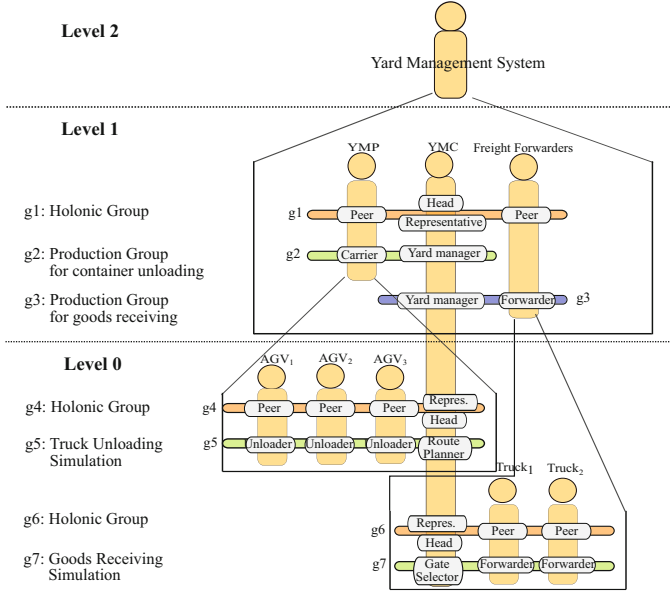 Level 2
Yard Management System
Level 1
YMP YMC Freight Forwarders
g1: Holonic Group
g1 Peer Head Representative Peer
g2: Production Group
for container unloading
g2 Carrier Yard manager
g3: Production Group
for goods receiving
Yard manager Forwarder g3
Level 0
AGV1 AGV2 AGV3
g4: Holonic Group
g4 Peer Peer Peer Repres.
Head
g5: Truck Unloading
Simulation
g5 Unloader Unloader Unloader Route
Planner
Truck1 Truck2
g6: Holonic Group
g6 Repres. Peer Peer
Head
g7: Goods Receiving
Simulation
g7 Gate
Selector Forwarder Forwarder